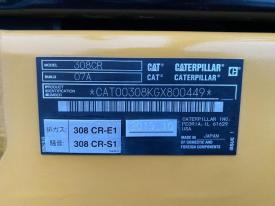 MODEL 308CR CAT CATERPILLAR
BUILD 07A CAT CATERPILLAR
PRODUCT IDENTIFICATION NUMBER *CAT00308KGX800449*
排ガス 308 CR-E1
騒音 308 CR-S1
CATERPILLAR INC.
PEORIA, IL 61629
USA
MADE IN JAPAN
OF DOMESTIC AND
FOREIGN COMPONENTS